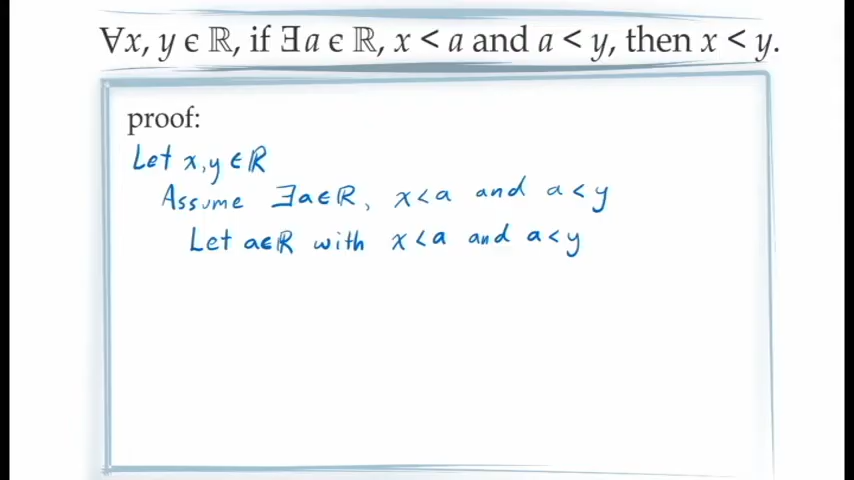 ∀x, y ϵ ℝ, if ∃a ϵ ℝ, x < a and a < y, then x < y.
proof:
Let x, y ∈ ℝ
Assume ∃a∈ℝ, x<a and a<y
Let a∈ℝ with x<a and a<y